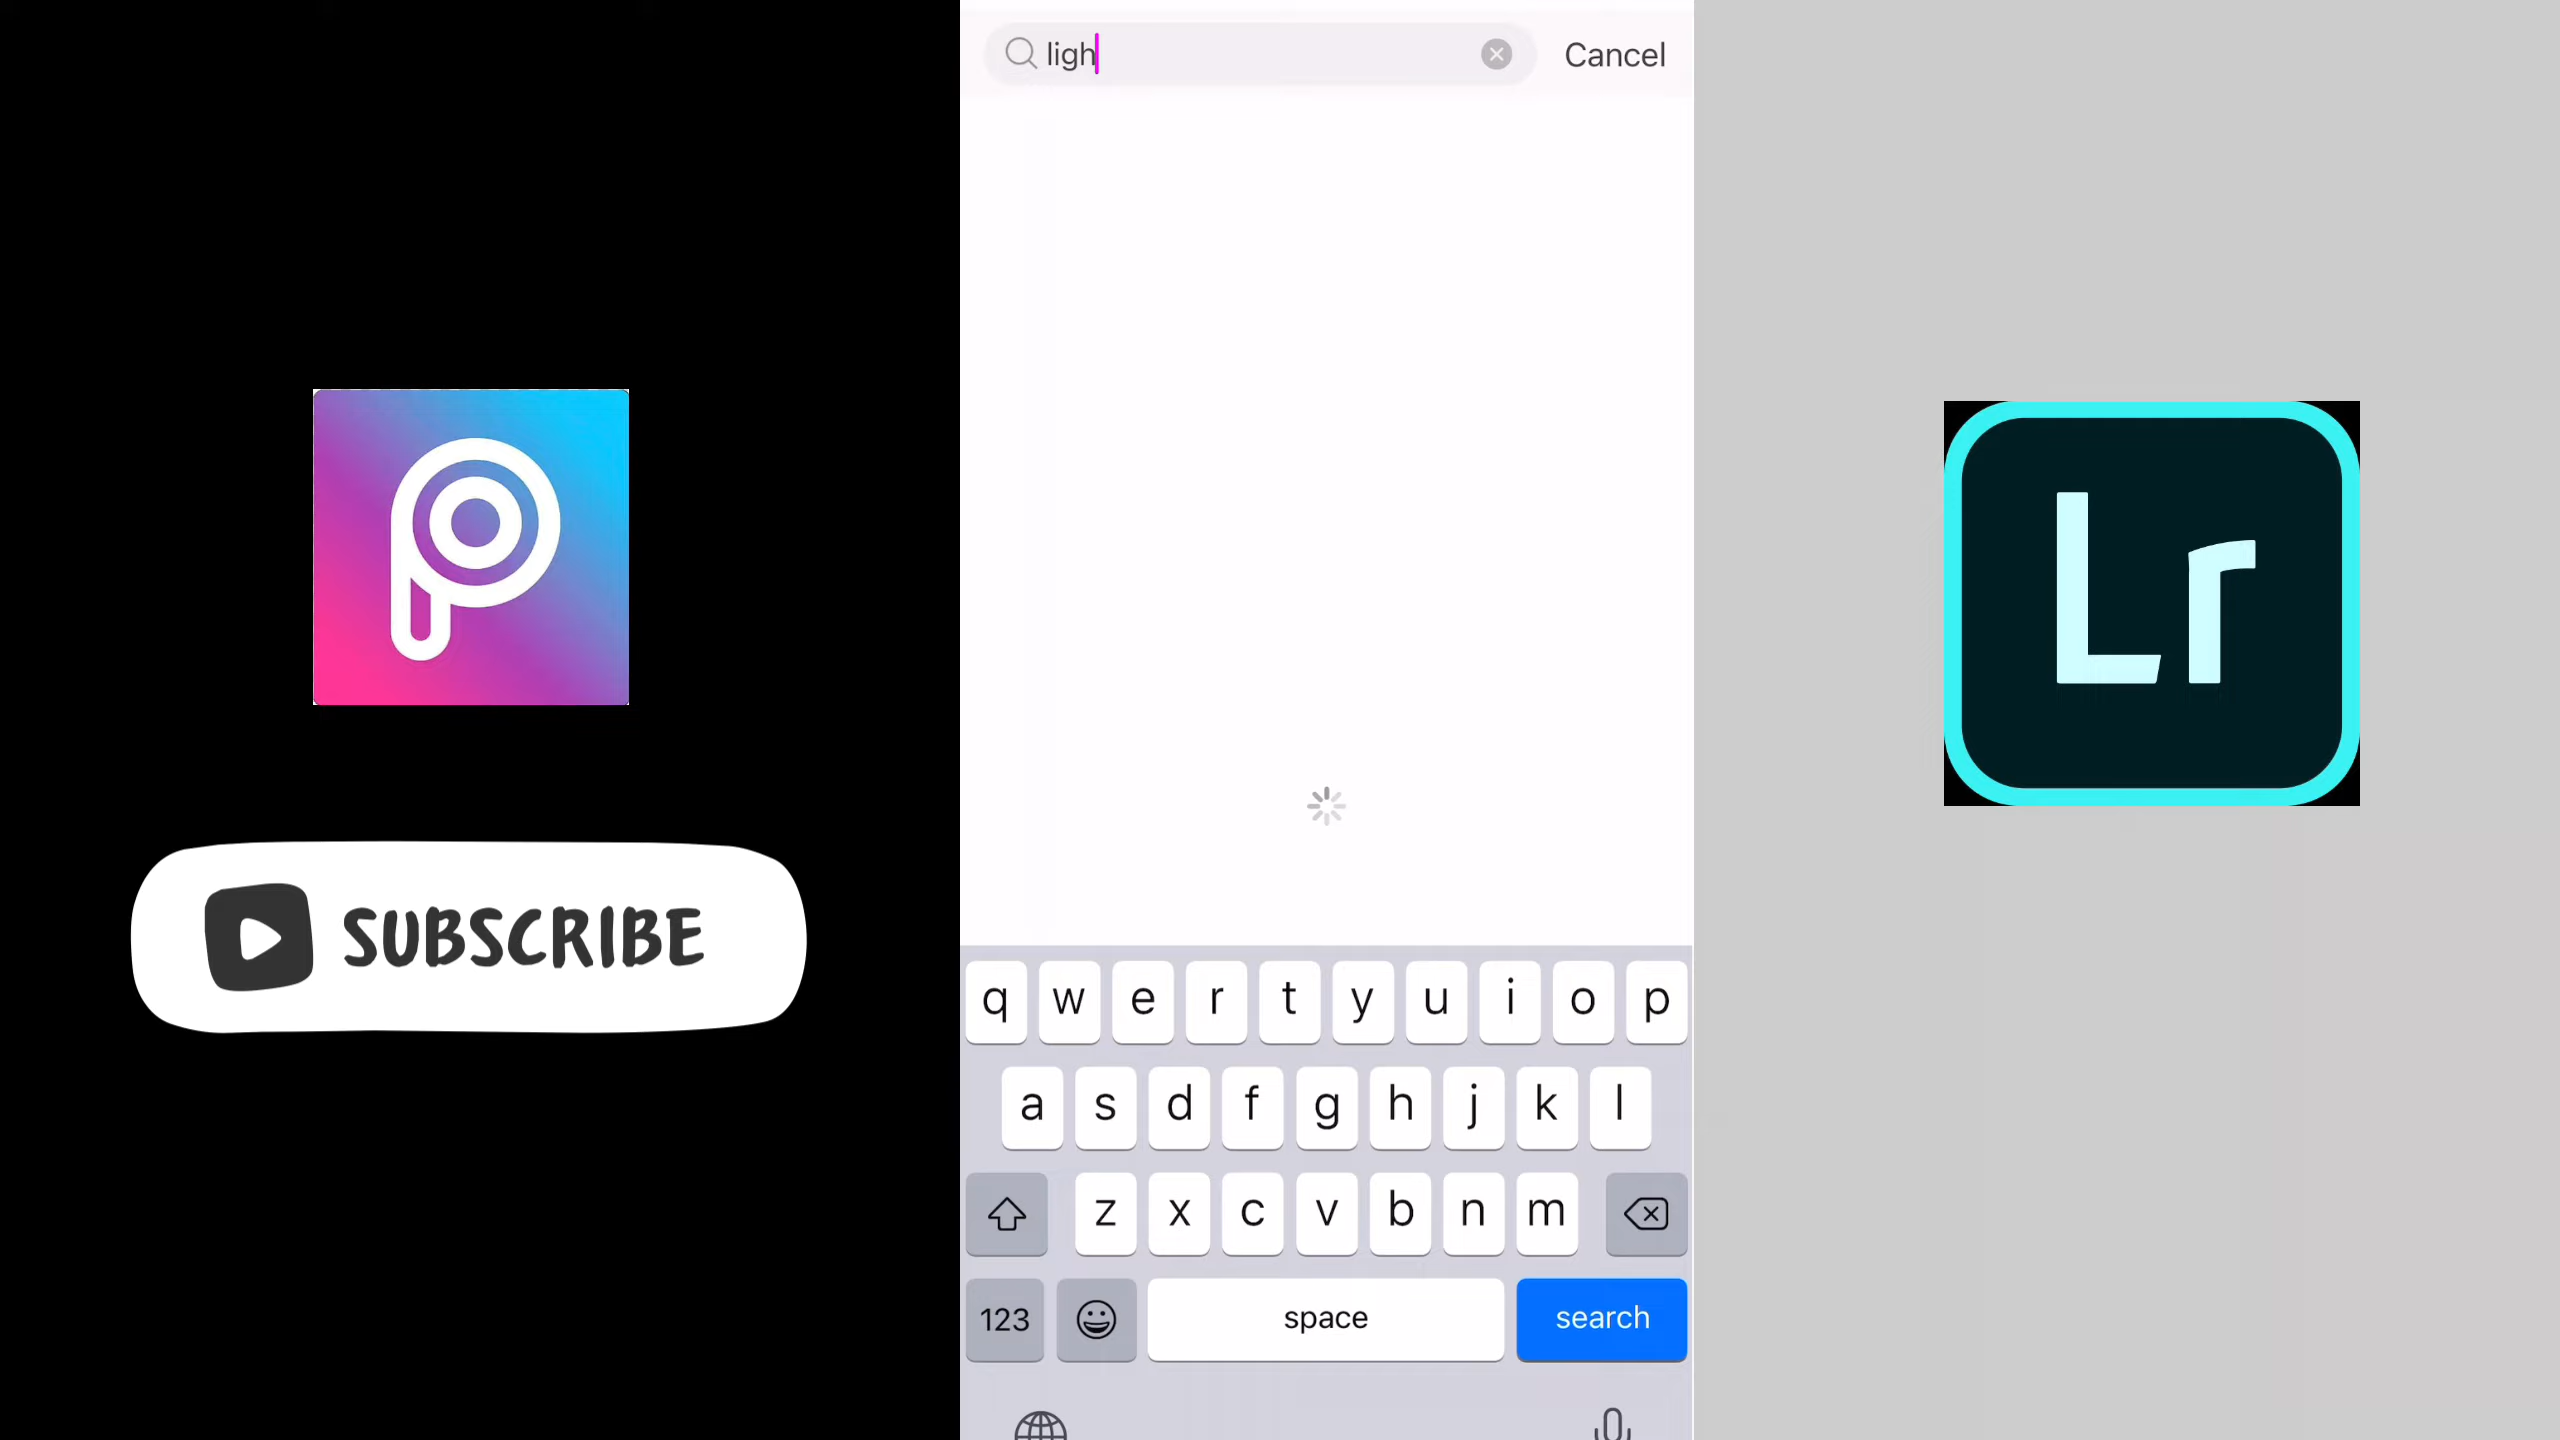 ligh
Cancel
SUBSCRIBE
Lr
q w e r t y u i o p
a s d f g h j k l
z x c v b n m
123 space search